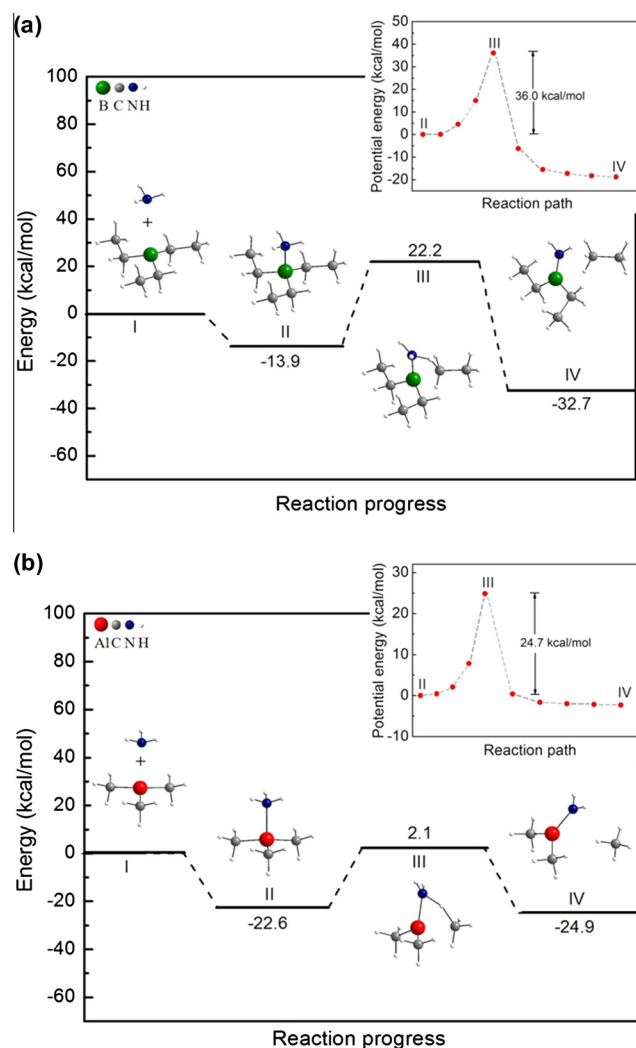 (a)
100
80
60
40
20
0
-20
-40
-60
Energy (kcal/mol)
B C N H
+
I
II
-13.9
22.2
III
IV
-32.7
Reaction progress
50
40
30
20
10
0
-10
-20
Potential energy (kcal/mol)
III
36.0 kcal/mol
II
IV
Reaction path
(b)
100
80
60
40
20
0
-20
-40
-60
Energy (kcal/mol)
Al C N H
+
I
II
-22.6
2.1
III
IV
-24.9
Reaction progress
30
20
10
0
-10
Potential energy (kcal/mol)
III
24.7 kcal/mol
II
IV
Reaction path